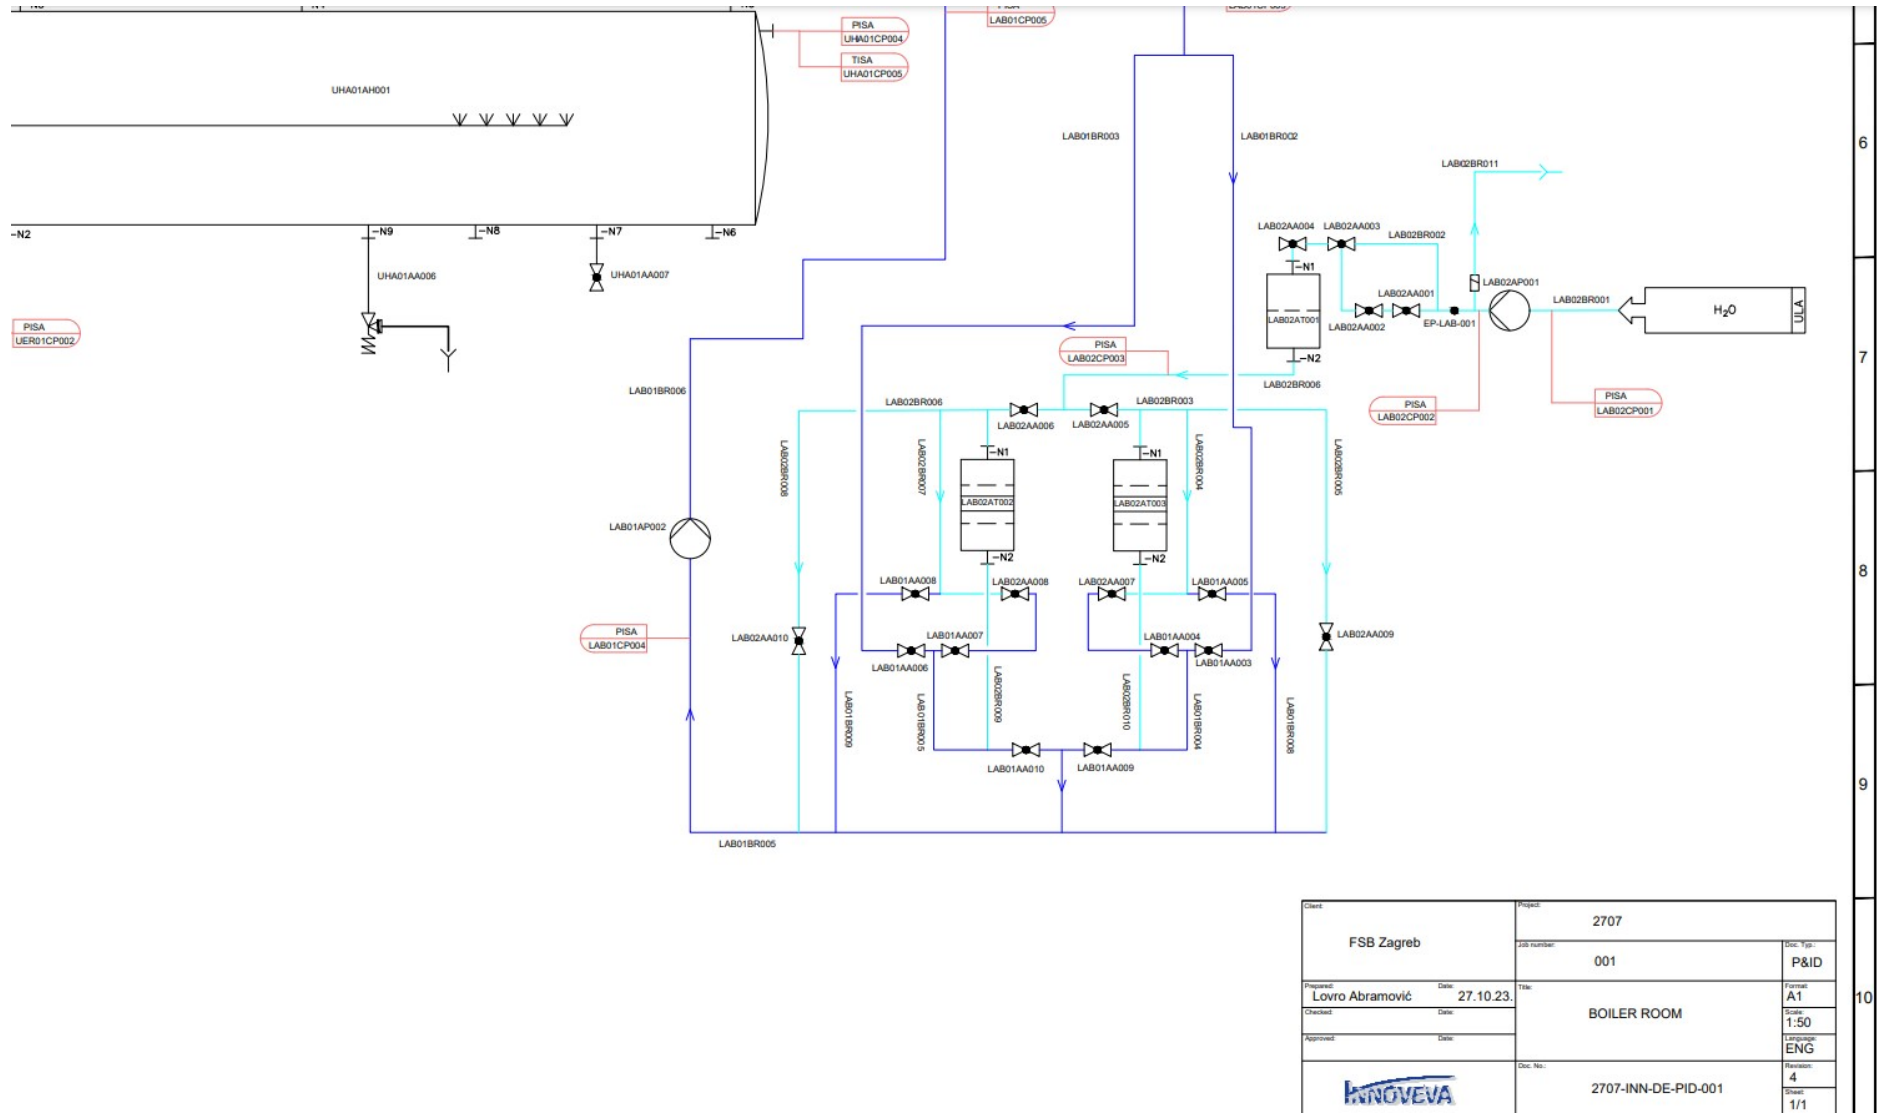 PISA
UHA01CP004
TISA
UHA01CP005
LAB01CP005
UHA01AH001
LAB01BR003
LAB01BR002
6
LAB02BR011
-N2
-N9
-N8
-N7
-N6
UHA01AA006
UHA01AA007
LAB02AA004
LAB02AA003
LAB02BR002
-N1
LAB02AP001
LAB02AA001
LAB02BR001
H2O
ULA
LAB02AT001
LAB02AA002
EP-LAB-001
PISA
UER01CP002
PISA
LAB02CP003
-N2
7
LAB02BR006
LAB01BR006
LAB02BR006
LAB02BR003
PISA
LAB02CP002
PISA
LAB02CP001
LAB02AA006
LAB02AA005
LAB02BR008
LAB02BR007
-N1
-N1
LAB02BR004
LAB02BR005
LAB02AT002
LAB02AT003
LAB01AP002
-N2
-N2
8
LAB01AA008
LAB02AA008
LAB02AA007
LAB01AA005
PISA
LAB01CP004
LAB02AA010
LAB01AA007
LAB01AA004
LAB02AA009
LAB01AA006
LAB01AA003
LAB01BR009
LAB01BR005
LAB02BR009
LAB02BR010
LAB01BR004
LAB01BR008
LAB01AA010
LAB01AA009
9
LAB01BR005
Client:
FSB Zagreb
Project:
2707
Job number:
001
Doc. Typ.:
P&ID
Prepared:
Lovro Abramović
Date:
27.10.23.
Title:
BOILER ROOM
Format:
A1
10
Checked:
Date:
Scale:
1:50
Approved:
Date:
Language:
ENG
INNOVEVA
Doc. No.:
2707-INN-DE-PID-001
Revision:
4
Sheet:
1/1